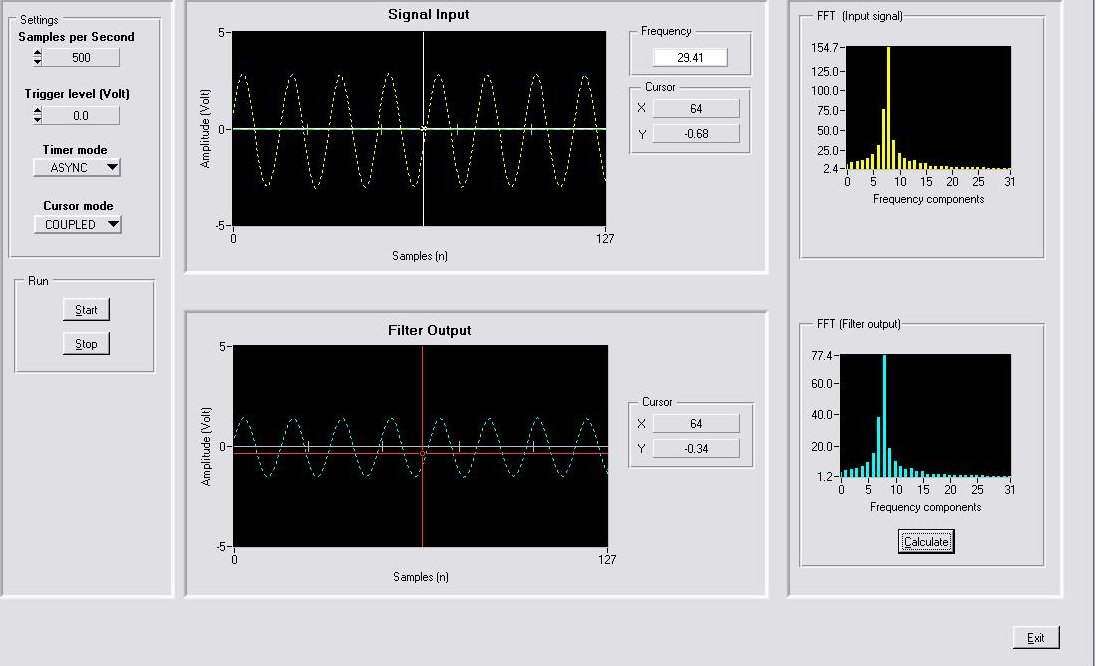 Settings
Samples per Second
500
Trigger level (Volt)
0.0
Timer mode
ASYNC
Cursor mode
COUPLED
Run
Start
Stop
Signal Input
5
0
-5
Amplitude (Volt)
0
127
Samples (n)
Frequency
29.41
Cursor
X 64
Y -0.68
FFT (Input signal)
154.7
125.0
100.0
75.0
50.0
25.0
2.4
0 5 10 15 20 25 31
Frequency components
Filter Output
5
0
-5
Amplitude (Volt)
0
127
Samples (n)
Cursor
X 64
Y -0.34
FFT (Filter output)
77.4
60.0
40.0
20.0
1.2
0 5 10 15 20 25 31
Frequency components
Calculate
Exit